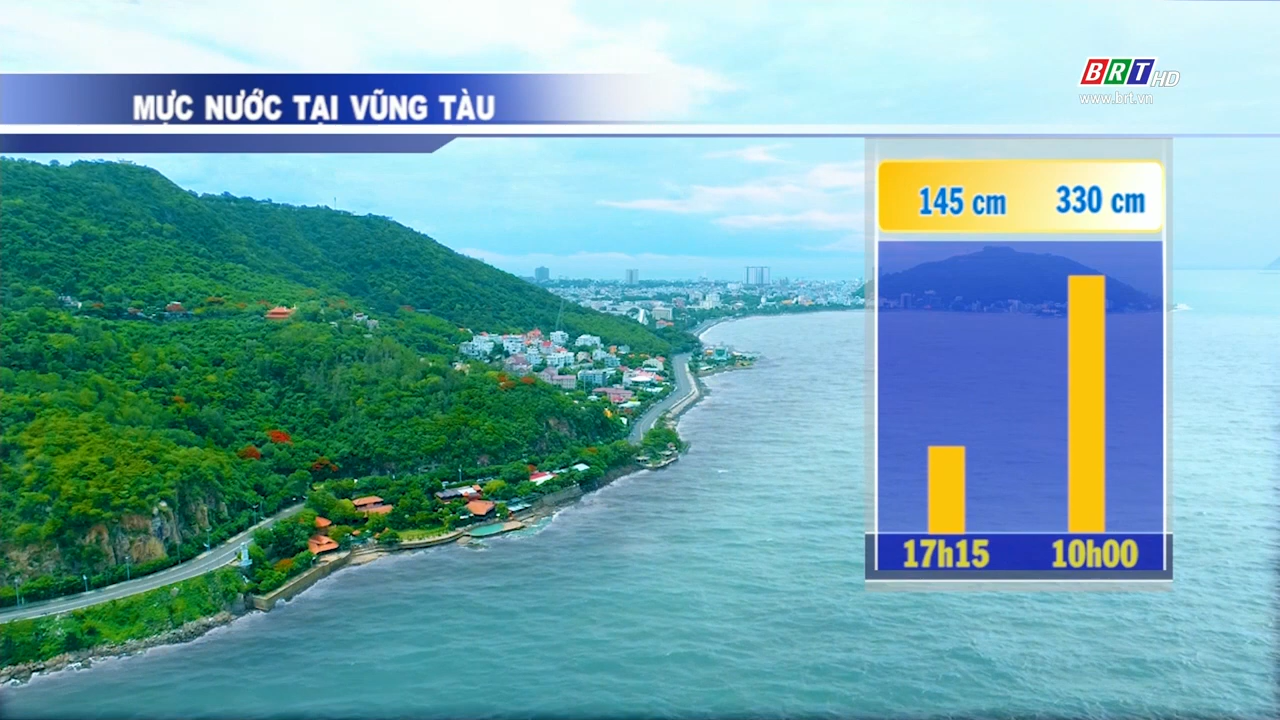 BRT HD
www.brt.vn
MỰC NƯỚC TẠI VŨNG TÀU
145 cm 330 cm
17h15 10h00